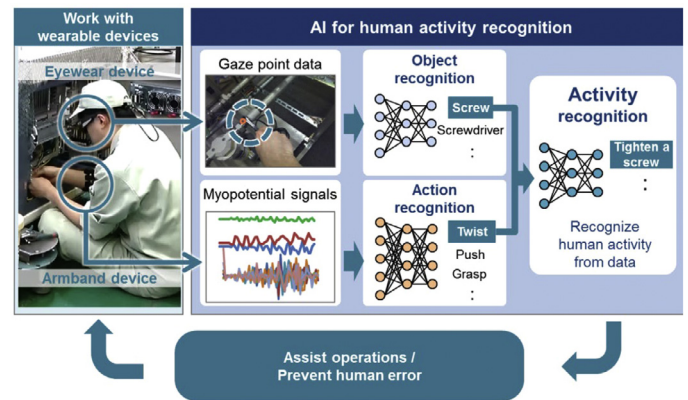 Work with
wearable devices
Eyewear device
Armband device
AI for human activity recognition
Gaze point data
Myopotential signals
Object
recognition
Screw
Screwdriver
:
Action
recognition
Twist
Push
Grasp
:
Activity
recognition
Tighten a
screw
:
Recognize
human activity
from data
Assist operations /
Prevent human error